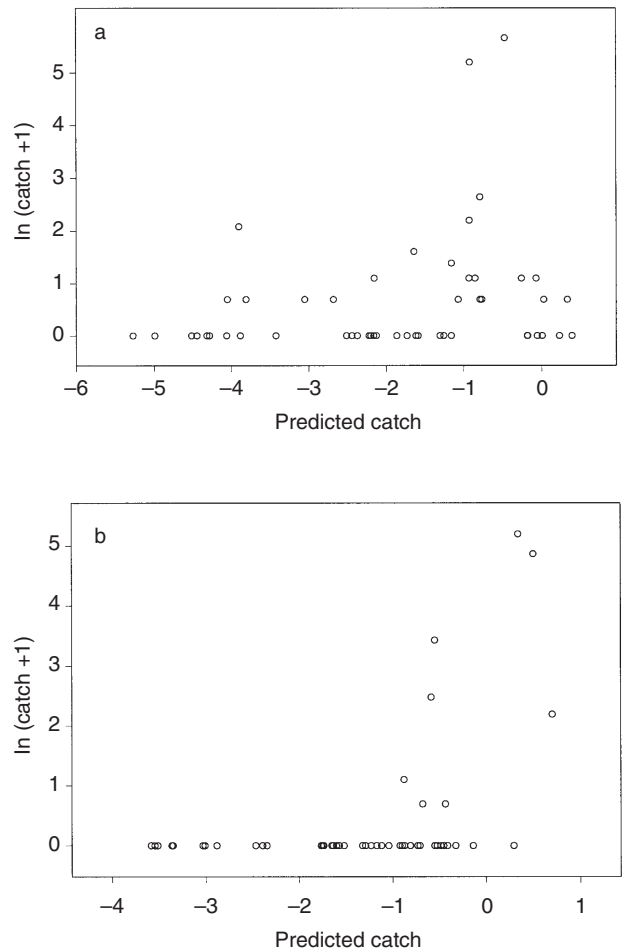 a
ln (catch +1)
5
4
3
2
1
0
–6 –5 –4 –3 –2 –1 0
Predicted catch
b
ln (catch +1)
5
4
3
2
1
0
–4 –3 –2 –1 0 1
Predicted catch